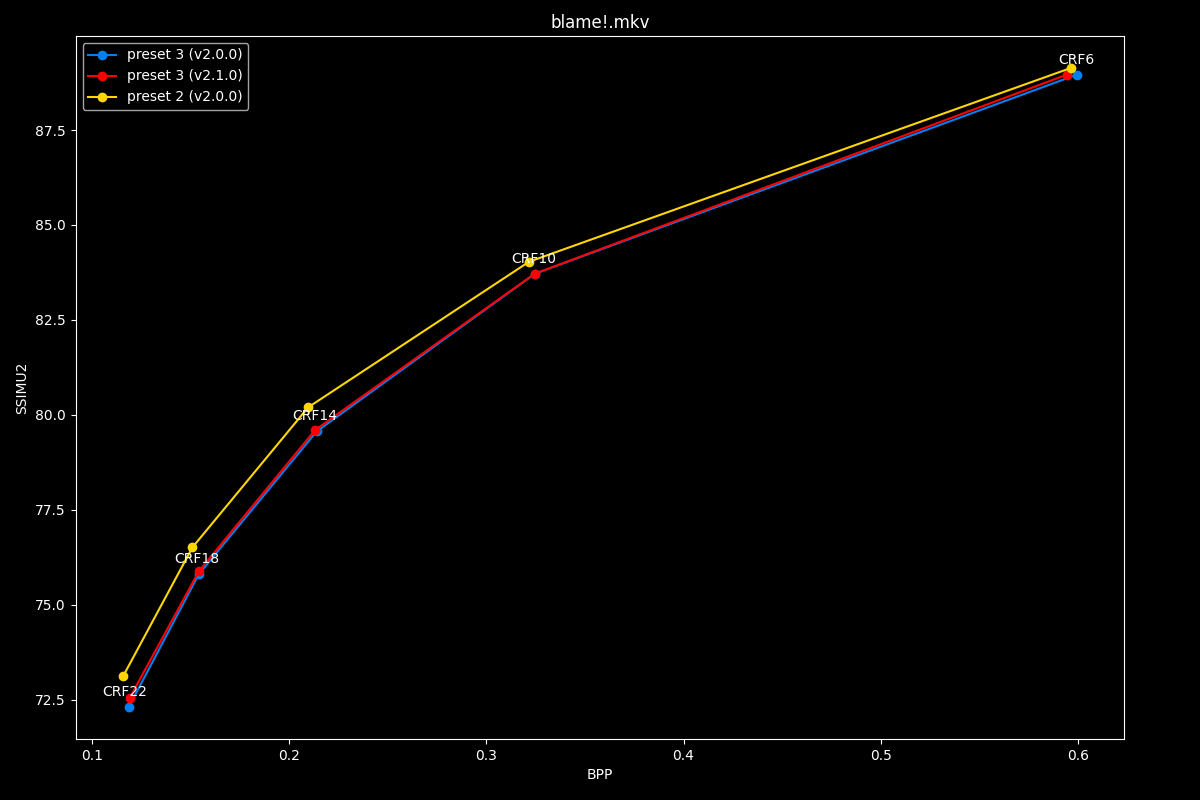 blame!.mkv
preset 3 (v2.0.0)
preset 3 (v2.1.0)
preset 2 (v2.0.0)
CRF6
87.5
85.0
CRF10
82.5
SSIMU2
80.0
CRF14
77.5
CRF18
75.0
CRF22
72.5
0.1 0.2 0.3 0.4 0.5 0.6
BPP